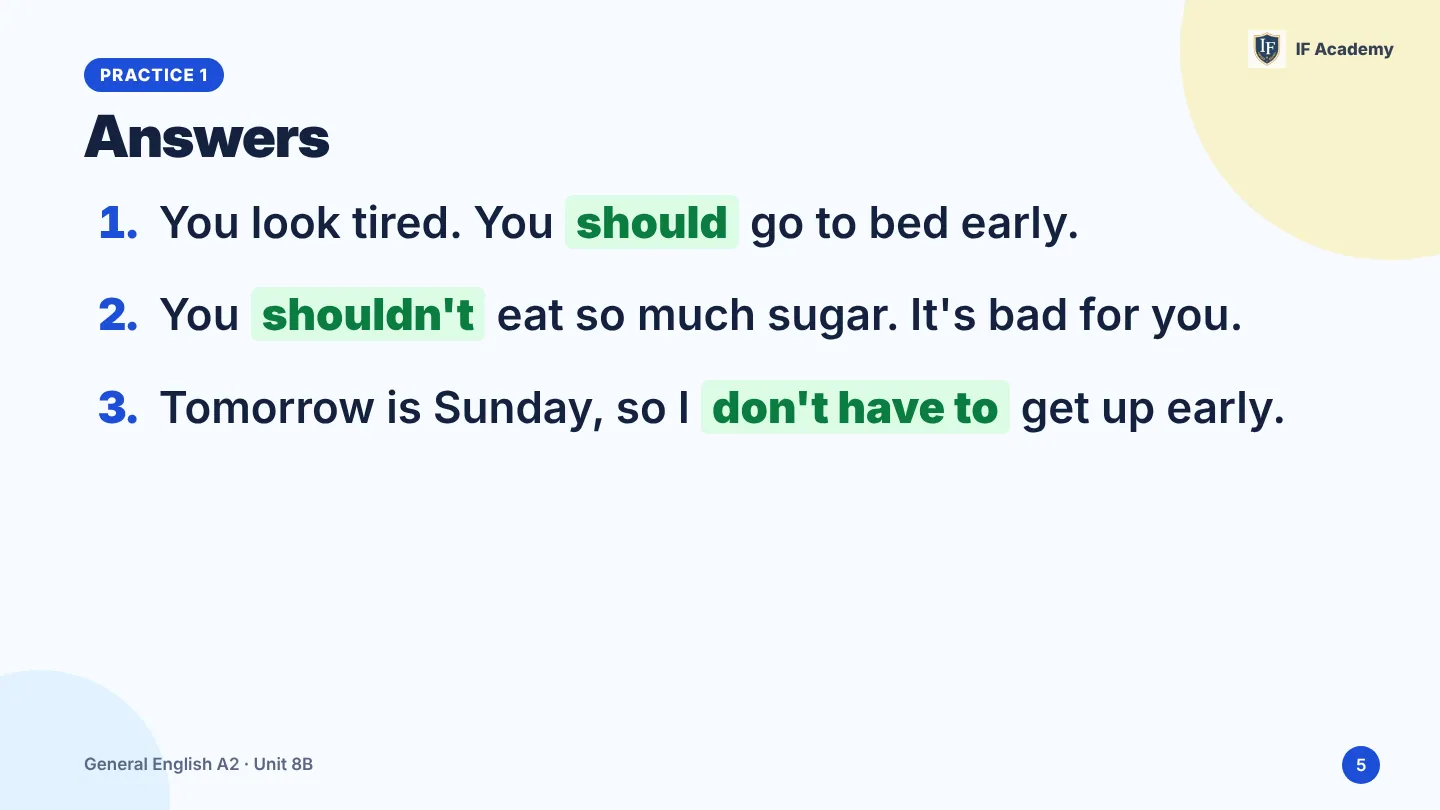 IF
IF Academy
PRACTICE 1
Answers
1. You look tired. You should go to bed early.
2. You shouldn't eat so much sugar. It's bad for you.
3. Tomorrow is Sunday, so I don't have to get up early.
General English A2 · Unit 8B
5